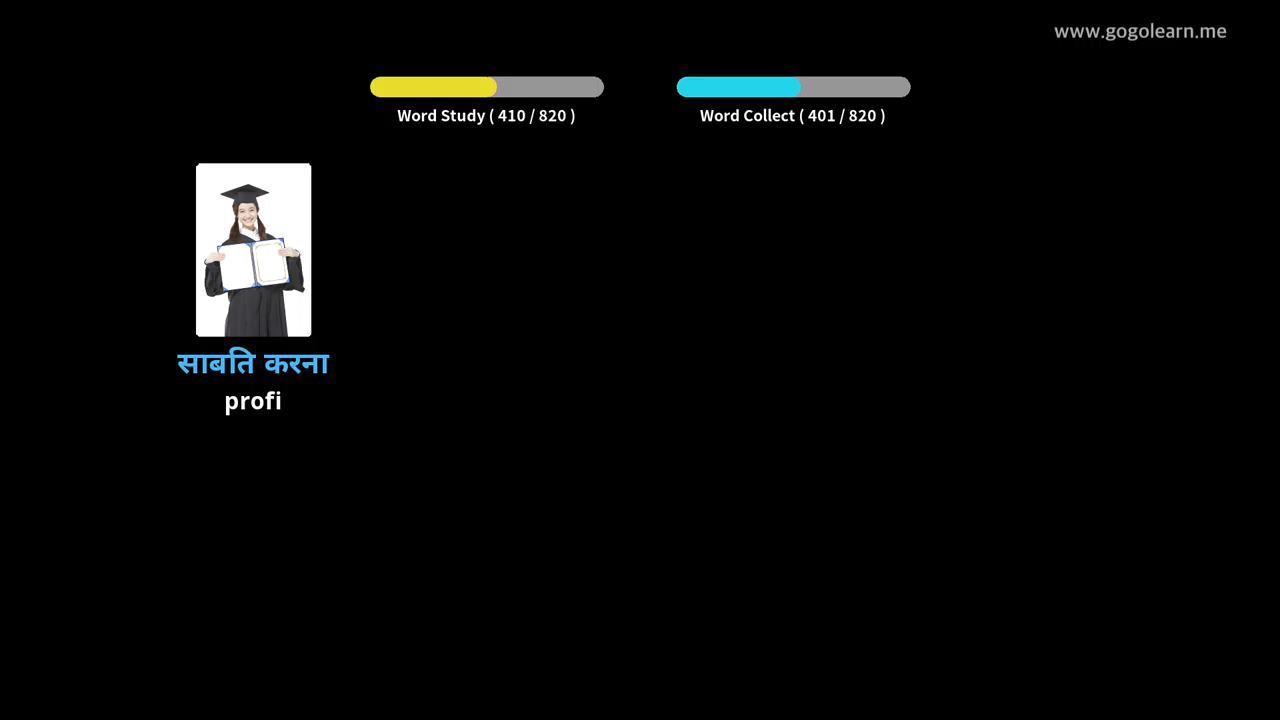 www.gogolearn.me
Word Study ( 410 / 820 )
Word Collect ( 401 / 820 )
साबति करना
profi